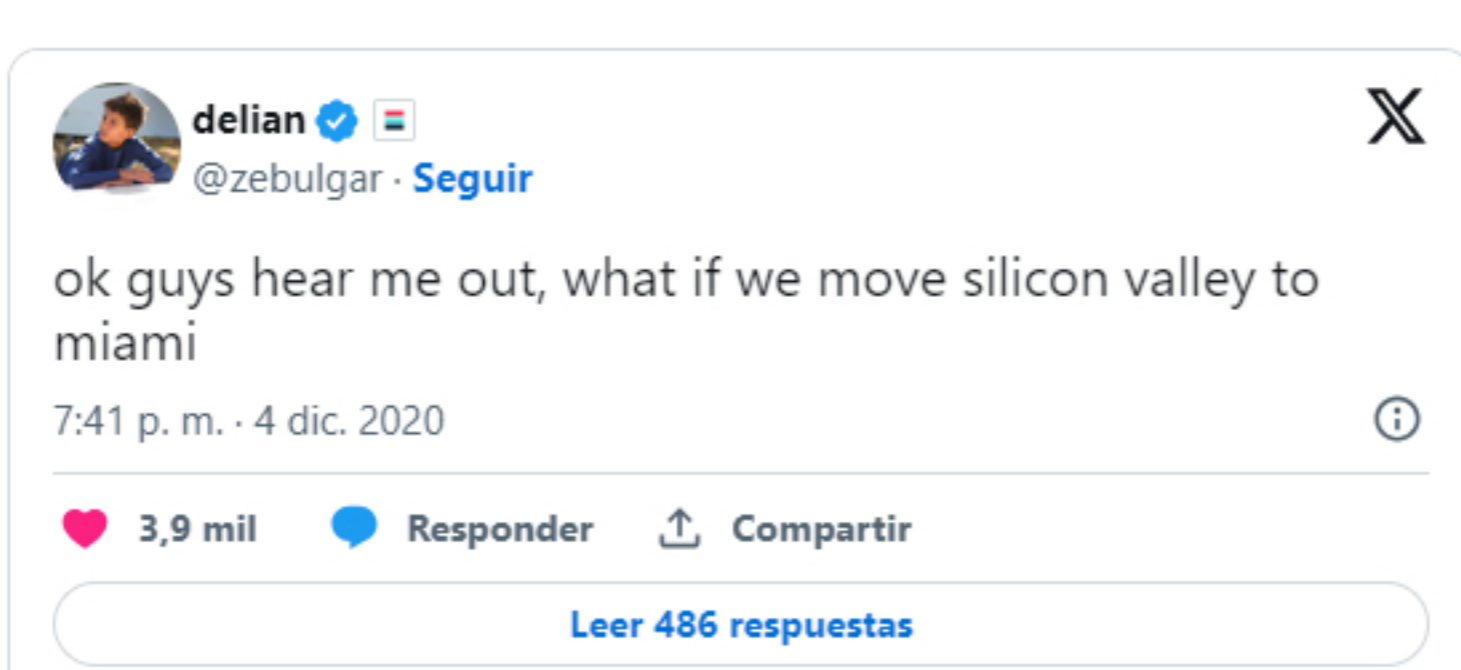 delian
@zebulgar · Seguir
ok guys hear me out, what if we move silicon valley to
miami
7:41 p. m. · 4 dic. 2020
3,9 mil Responder Compartir
Leer 486 respuestas